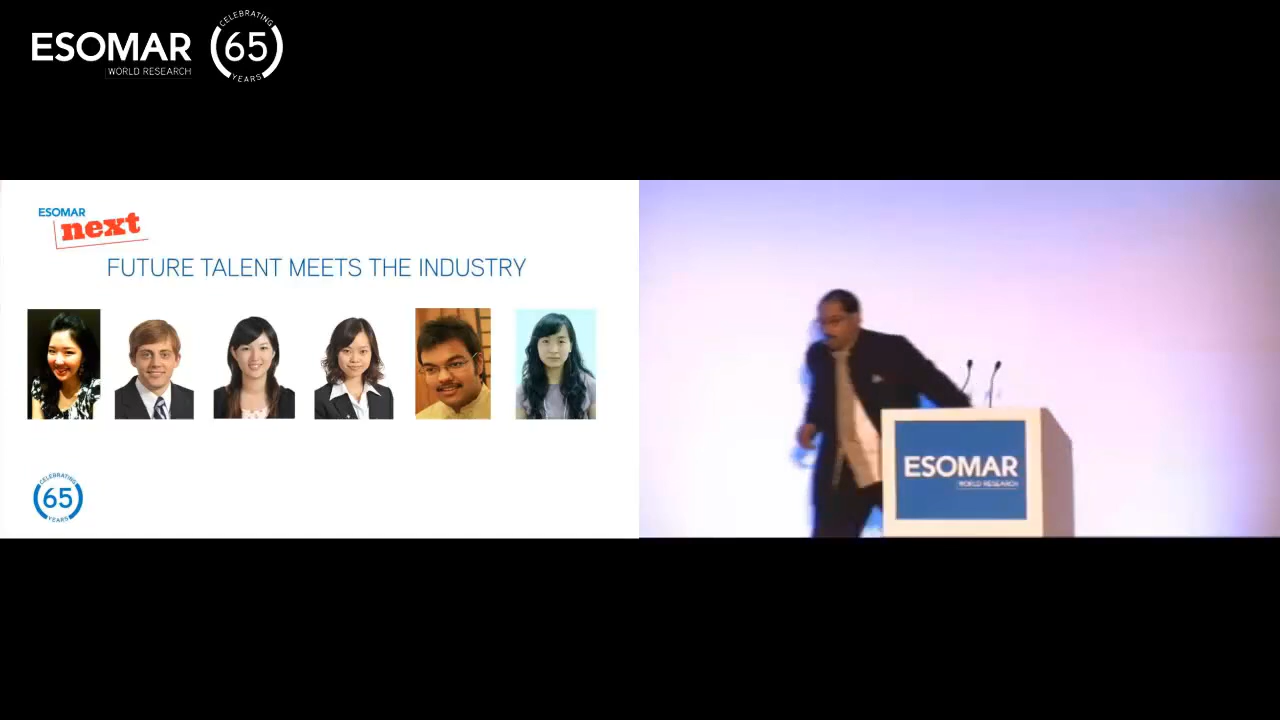 ESOMAR
WORLD RESEARCH
CELEBRATING
65
YEARS
ESOMAR
next
FUTURE TALENT MEETS THE INDUSTRY
CELEBRATING
65
YEARS
ESOMAR
WORLD RESEARCH